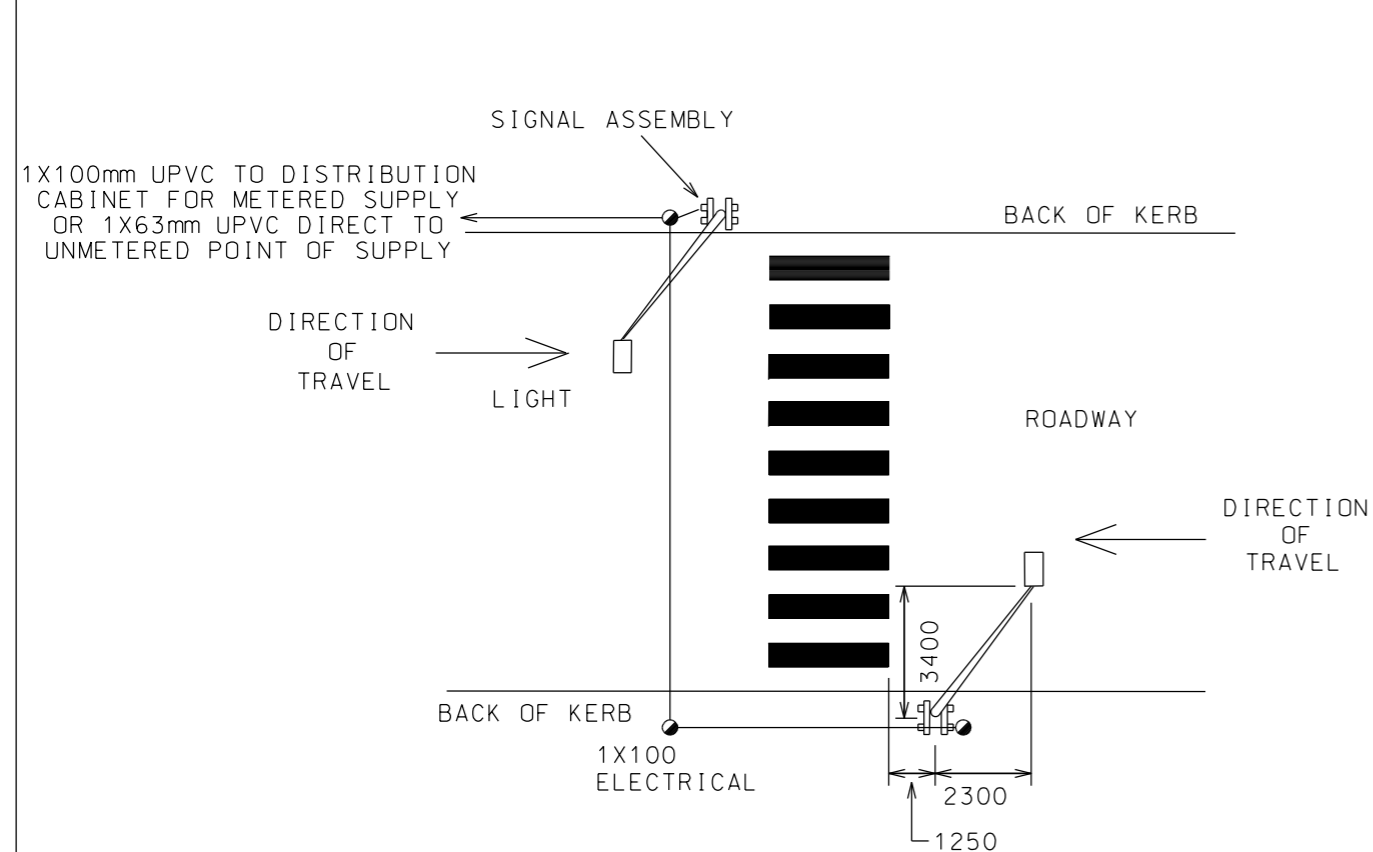 SIGNAL ASSEMBLY
1X100mm UPVC TO DISTRIBUTION
CABINET FOR METERED SUPPLY
OR 1X63mm UPVC DIRECT TO
UNMETERED POINT OF SUPPLY
BACK OF KERB
DIRECTION
OF
TRAVEL
LIGHT
ROADWAY
DIRECTION
OF
TRAVEL
3400
BACK OF KERB
1X100
ELECTRICAL
2300
1250